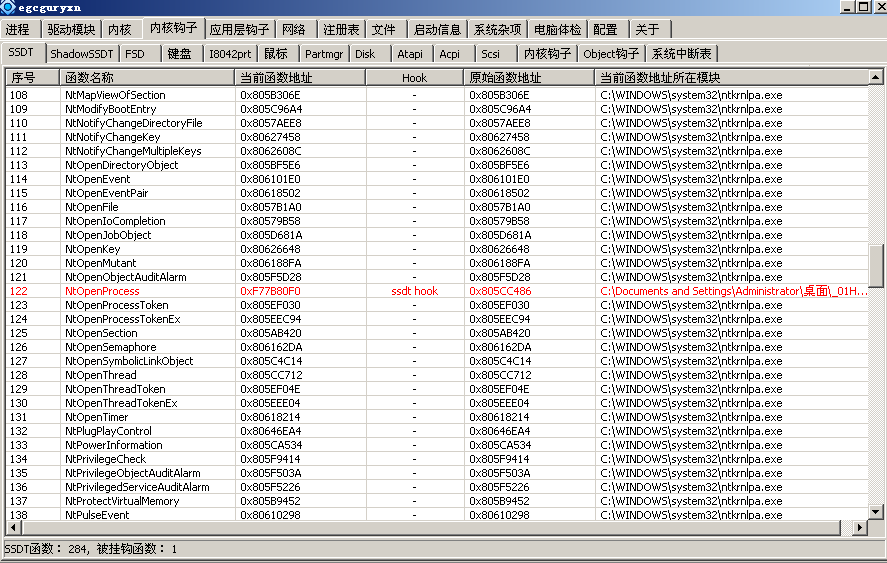 egcguryxn
进程 驱动模块 内核 内核钩子 应用层钩子 网络 注册表 文件 启动信息 系统杂项 电脑体检 配置 关于
SSDT ShadowSSDT FSD 键盘 I8042prt 鼠标 Partmgr Disk Atapi Acpi Scsi 内核钩子 Object钩子 系统中断表
序号 函数名称 当前函数地址 Hook 原始函数地址 当前函数地址所在模块
108 NtMapViewOfSection 0x805B306E - 0x805B306E C:\WINDOWS\system32\ntkrnlpa.exe
109 NtModifyBootEntry 0x805C96A4 - 0x805C96A4 C:\WINDOWS\system32\ntkrnlpa.exe
110 NtNotifyChangeDirectoryFile 0x8057AEE8 - 0x8057AEE8 C:\WINDOWS\system32\ntkrnlpa.exe
111 NtNotifyChangeKey 0x80627458 - 0x80627458 C:\WINDOWS\system32\ntkrnlpa.exe
112 NtNotifyChangeMultipleKeys 0x8062608C - 0x8062608C C:\WINDOWS\system32\ntkrnlpa.exe
113 NtOpenDirectoryObject 0x805BF5E6 - 0x805BF5E6 C:\WINDOWS\system32\ntkrnlpa.exe
114 NtOpenEvent 0x806101E0 - 0x806101E0 C:\WINDOWS\system32\ntkrnlpa.exe
115 NtOpenEventPair 0x80618502 - 0x80618502 C:\WINDOWS\system32\ntkrnlpa.exe
116 NtOpenFile 0x8057B1A0 - 0x8057B1A0 C:\WINDOWS\system32\ntkrnlpa.exe
117 NtOpenIoCompletion 0x80579B58 - 0x80579B58 C:\WINDOWS\system32\ntkrnlpa.exe
118 NtOpenJobObject 0x805D681A - 0x805D681A C:\WINDOWS\system32\ntkrnlpa.exe
119 NtOpenKey 0x80626648 - 0x80626648 C:\WINDOWS\system32\ntkrnlpa.exe
120 NtOpenMutant 0x806188FA - 0x806188FA C:\WINDOWS\system32\ntkrnlpa.exe
121 NtOpenObjectAuditAlarm 0x805F5D28 - 0x805F5D28 C:\WINDOWS\system32\ntkrnlpa.exe
122 NtOpenProcess 0xF77B80F0 ssdt hook 0x805CC486 C:\Documents and Settings\Administrator\桌面\_01H...
123 NtOpenProcessToken 0x805EF030 - 0x805EF030 C:\WINDOWS\system32\ntkrnlpa.exe
124 NtOpenProcessTokenEx 0x805EEC94 - 0x805EEC94 C:\WINDOWS\system32\ntkrnlpa.exe
125 NtOpenSection 0x805AB420 - 0x805AB420 C:\WINDOWS\system32\ntkrnlpa.exe
126 NtOpenSemaphore 0x806162DA - 0x806162DA C:\WINDOWS\system32\ntkrnlpa.exe
127 NtOpenSymbolicLinkObject 0x805C4C14 - 0x805C4C14 C:\WINDOWS\system32\ntkrnlpa.exe
128 NtOpenThread 0x805CC712 - 0x805CC712 C:\WINDOWS\system32\ntkrnlpa.exe
129 NtOpenThreadToken 0x805EF04E - 0x805EF04E C:\WINDOWS\system32\ntkrnlpa.exe
130 NtOpenThreadTokenEx 0x805EEE04 - 0x805EEE04 C:\WINDOWS\system32\ntkrnlpa.exe
131 NtOpenTimer 0x80618214 - 0x80618214 C:\WINDOWS\system32\ntkrnlpa.exe
132 NtPlugPlayControl 0x80646EA4 - 0x80646EA4 C:\WINDOWS\system32\ntkrnlpa.exe
133 NtPowerInformation 0x805CA534 - 0x805CA534 C:\WINDOWS\system32\ntkrnlpa.exe
134 NtPrivilegeCheck 0x805F9414 - 0x805F9414 C:\WINDOWS\system32\ntkrnlpa.exe
135 NtPrivilegeObjectAuditAlarm 0x805F503A - 0x805F503A C:\WINDOWS\system32\ntkrnlpa.exe
136 NtPrivilegedServiceAuditAlarm 0x805F5226 - 0x805F5226 C:\WINDOWS\system32\ntkrnlpa.exe
137 NtProtectVirtualMemory 0x805B9452 - 0x805B9452 C:\WINDOWS\system32\ntkrnlpa.exe
138 NtPulseEvent 0x80610298 - 0x80610298 C:\WINDOWS\system32\ntkrnlpa.exe
SSDT函数: 284, 被挂钩函数: 1